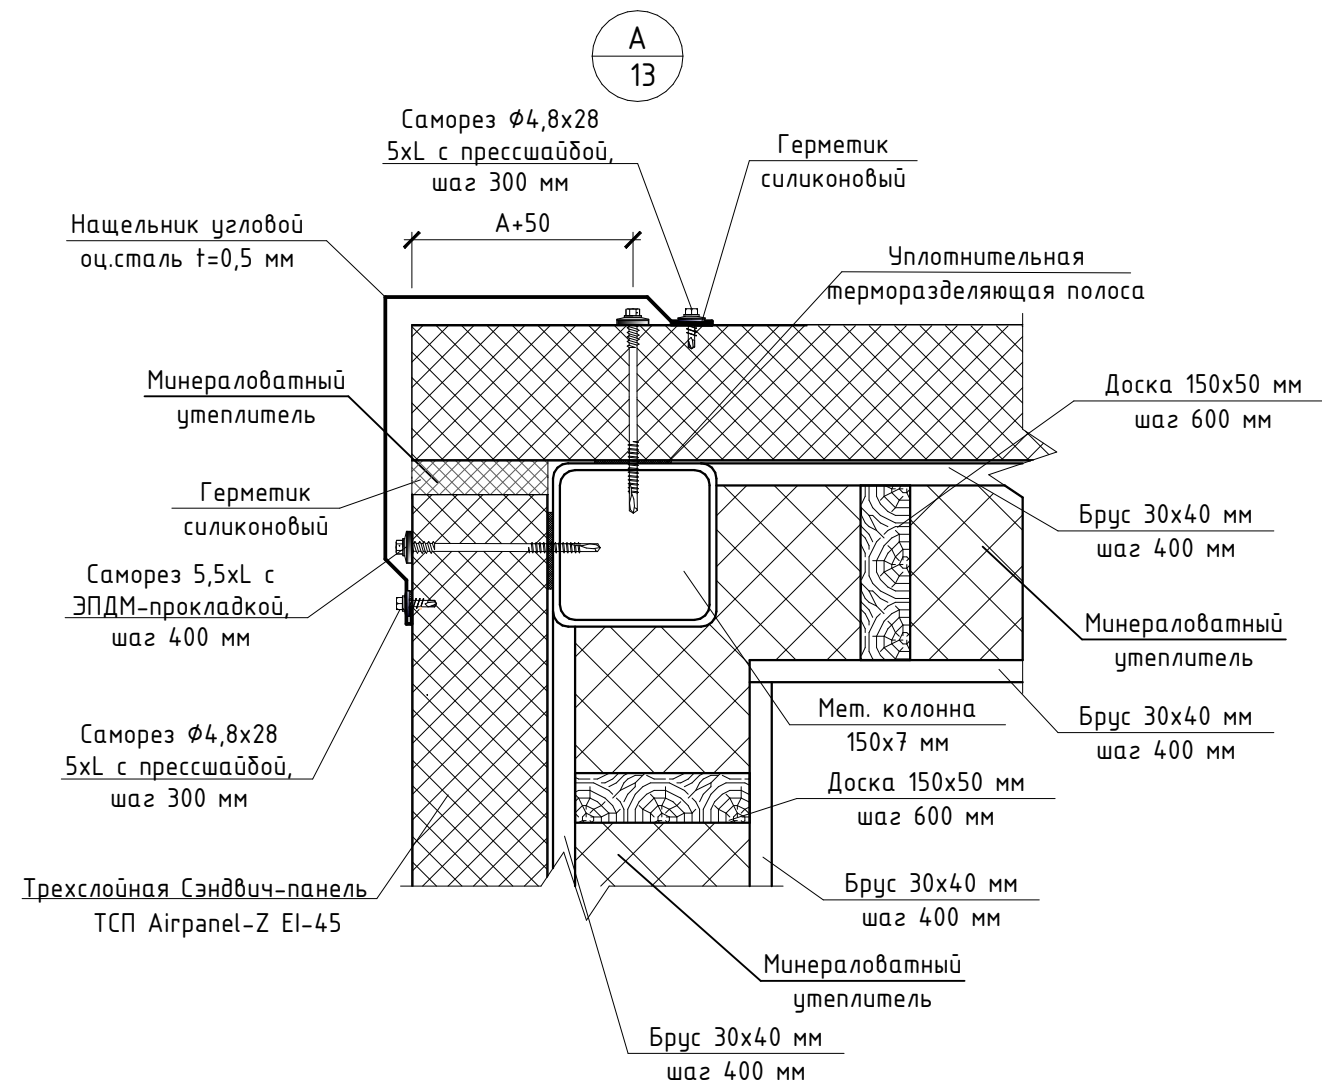 А
13
Саморез Ø4,8х28
5хL с прессшайбой,
шаг 300 мм
Герметик
силиконовый
Нащельник угловой
оц.сталь t=0,5 мм
А+50
Уплотнительная
терморазделяющая полоса
Минераловатный
утеплитель
Доска 150х50 мм
шаг 600 мм
Герметик
силиконовый
Брус 30х40 мм
шаг 400 мм
Саморез 5,5хL с
ЭПДМ-прокладкой,
шаг 400 мм
Минераловатный
утеплитель
Саморез Ø4,8х28
5хL с прессшайбой,
шаг 300 мм
Мет. колонна
150х7 мм
Брус 30х40 мм
шаг 400 мм
Доска 150х50 мм
шаг 600 мм
Трехслойная Сэндвич-панель
ТСП Airpanel-Z EI-45
Брус 30х40 мм
шаг 400 мм
Минераловатный
утеплитель
Брус 30х40 мм
шаг 400 мм